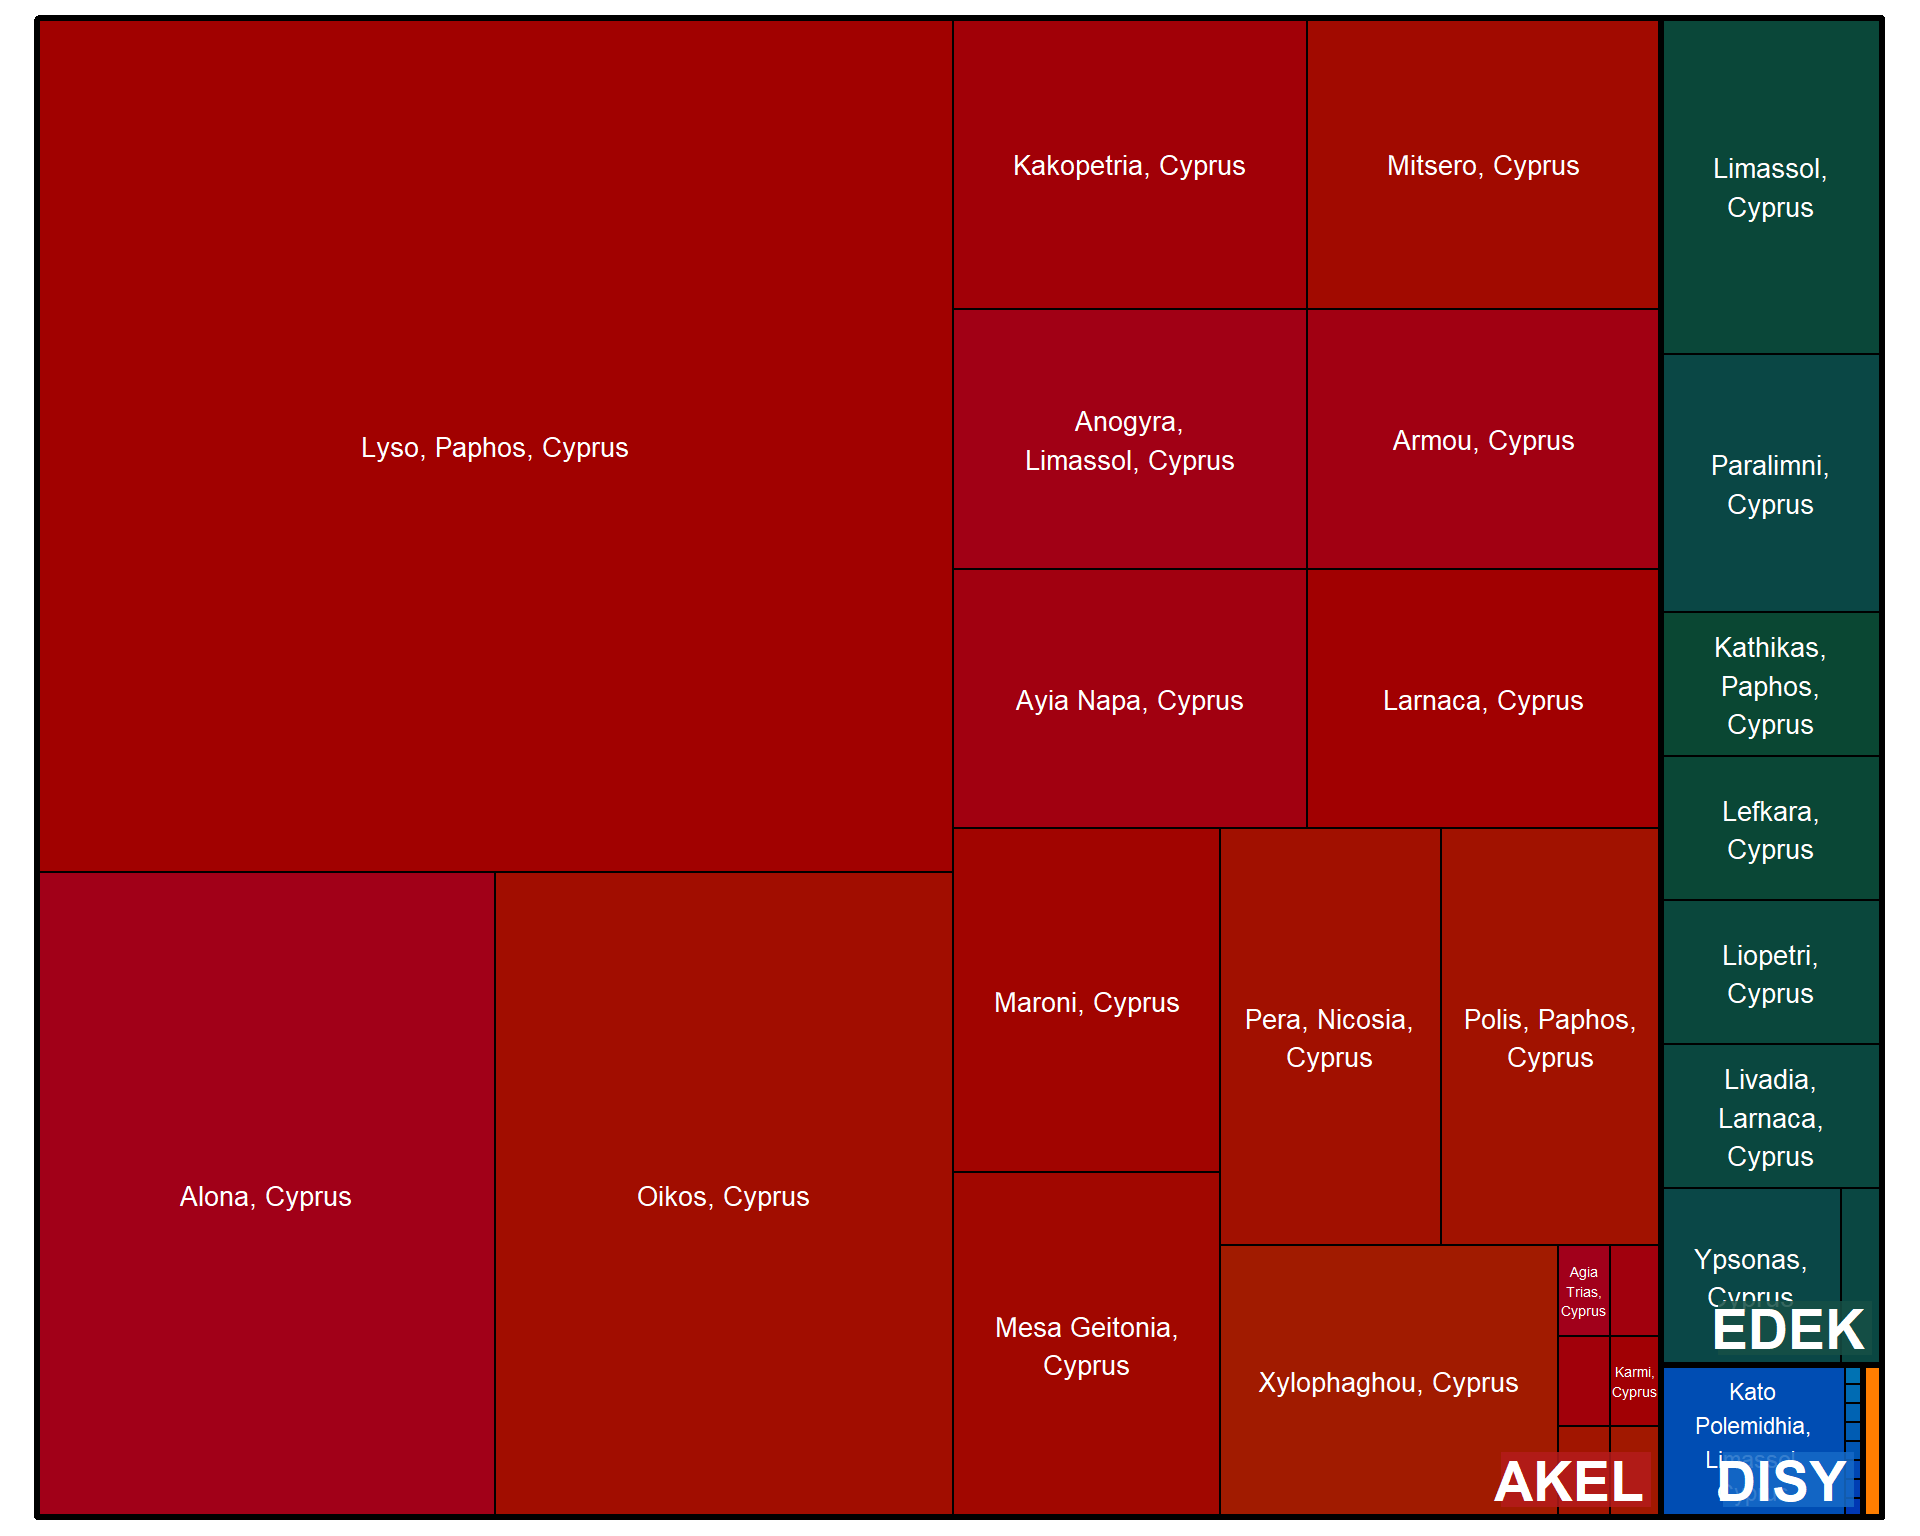 Lyso, Paphos, Cyprus
Alona, Cyprus
Oikos, Cyprus
Kakopetria, Cyprus
Mitsero, Cyprus
Anogyra,
Limassol, Cyprus
Armou, Cyprus
Ayia Napa, Cyprus
Larnaca, Cyprus
Maroni, Cyprus
Mesa Geitonia,
Cyprus
Pera, Nicosia,
Cyprus
Polis, Paphos,
Cyprus
Xylophaghou, Cyprus
Agia
Trias,
Cyprus
Karmi,
Cyprus
AKEL
Limassol,
Cyprus
Paralimni,
Cyprus
Kathikas,
Paphos,
Cyprus
Lefkara,
Cyprus
Liopetri,
Cyprus
Livadia,
Larnaca,
Cyprus
Ypsonas,
Cyprus
EDEK
Kato
Polemidhia,
Limassol,
Cyprus
DISY